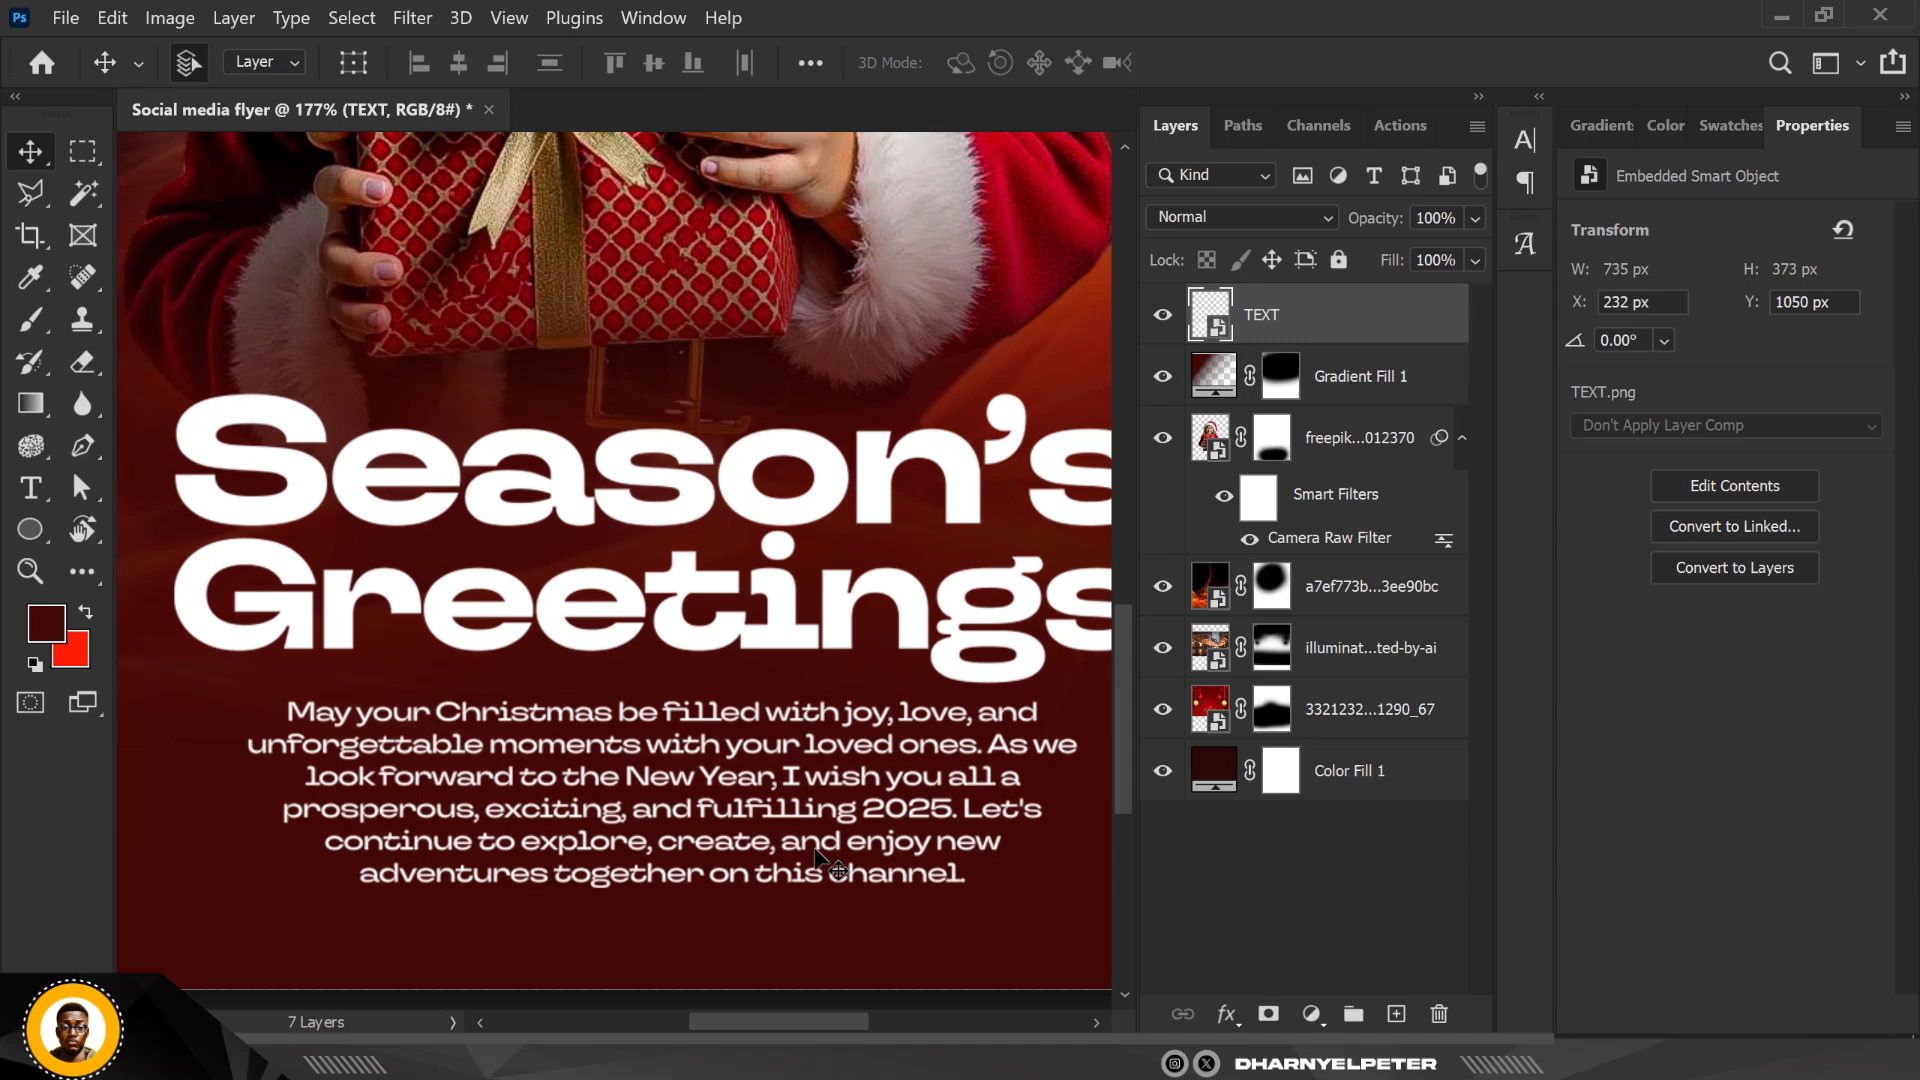 Ps File Edit Image Layer Type Select Filter 3D View Plugins Window Help
Layer 3D Mode:
Social media flyer @ 177% (TEXT, RGB/8#) *
Season's
Greetings
May your Christmas be filled with joy, love, and
unforgettable moments with your loved ones. As we
look forward to the New Year, I wish you all a
prosperous, exciting, and fulfilling 2025. Let's
continue to explore, create, and enjoy new
adventures together on this channel.
7 Layers
Layers Paths Channels Actions
Kind
Normal Opacity: 100%
Lock: Fill: 100%
TEXT
Gradient Fill 1
freepik...012370
Smart Filters
Camera Raw Filter
a7ef773b...3ee90bc
illuminat...ted-by-ai
3321232...1290_67
Color Fill 1
fx
Gradient Color Swatches Properties
Embedded Smart Object
Transform
W: 735 px H: 373 px
X: 232 px Y: 1050 px
0.00°
TEXT.png
Don't Apply Layer Comp
Edit Contents
Convert to Linked...
Convert to Layers
DHARNYELPETER